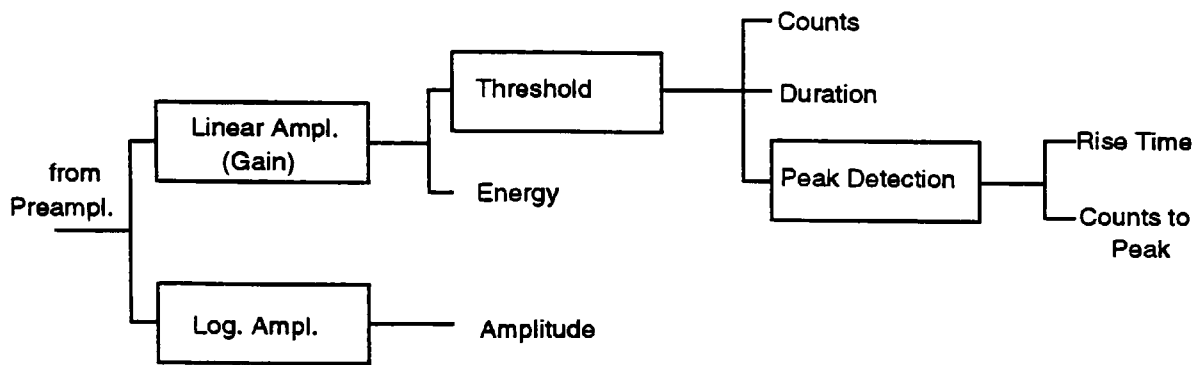 Counts
Threshold
Duration
Linear Ampl.
(Gain)
Rise Time
from
Preampl.
Peak Detection
Energy
Counts to
Peak
Log. Ampl.
Amplitude